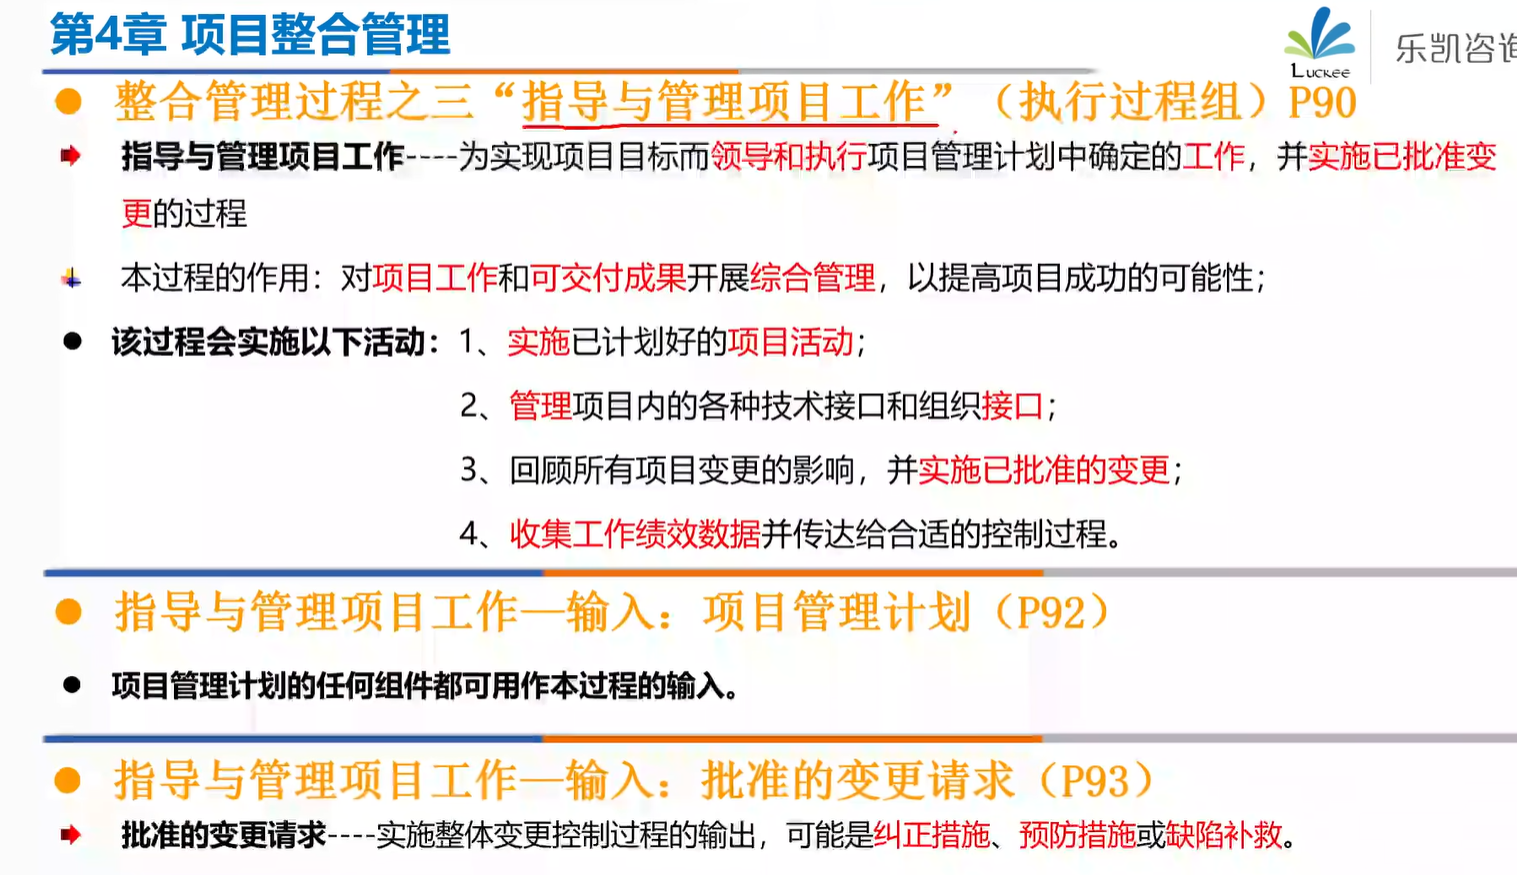 第4章 项目整合管理
Luckee
乐凯咨询
整合管理过程之三“指导与管理项目工作”（执行过程组）P90
指导与管理项目工作----为实现项目目标而领导和执行项目管理计划中确定的工作，并实施已批准变
更的过程
本过程的作用：对项目工作和可交付成果开展综合管理，以提高项目成功的可能性；
该过程会实施以下活动：1、实施已计划好的项目活动；
2、管理项目内的各种技术接口和组织接口；
3、回顾所有项目变更的影响，并实施已批准的变更；
4、收集工作绩效数据并传达给合适的控制过程。
指导与管理项目工作—输入：项目管理计划（P92）
项目管理计划的任何组件都可用作本过程的输入。
指导与管理项目工作—输入：批准的变更请求（P93）
批准的变更请求----实施整体变更控制过程的输出，可能是纠正措施、预防措施或缺陷补救。